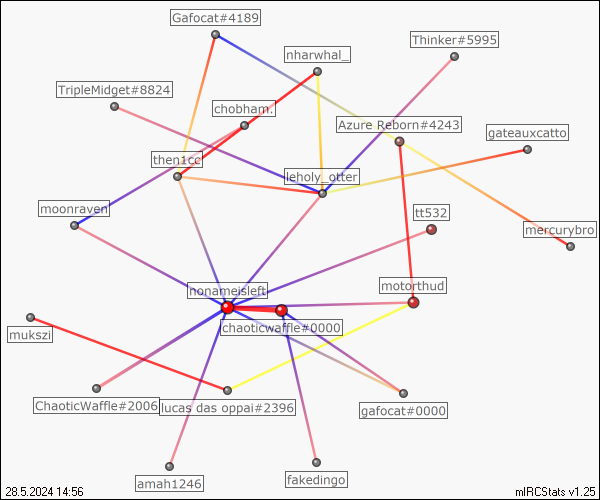 Gafocat#4189
Thinker#5995
nharwhal_
TripleMidget#8824
chobham.
Azure Reborn#4243
gateauxcatto
then1cc
leholy_otter
moonraven
tt532
mercurybro
nonameisleft
motorthud
chaoticwaffle#0000
mukszi
ChaoticWaffle#2006
lucas das oppai#2396
gafocat#0000
amah1246
fakedingo
28.5.2024 14:56
mIRCStats v1.25